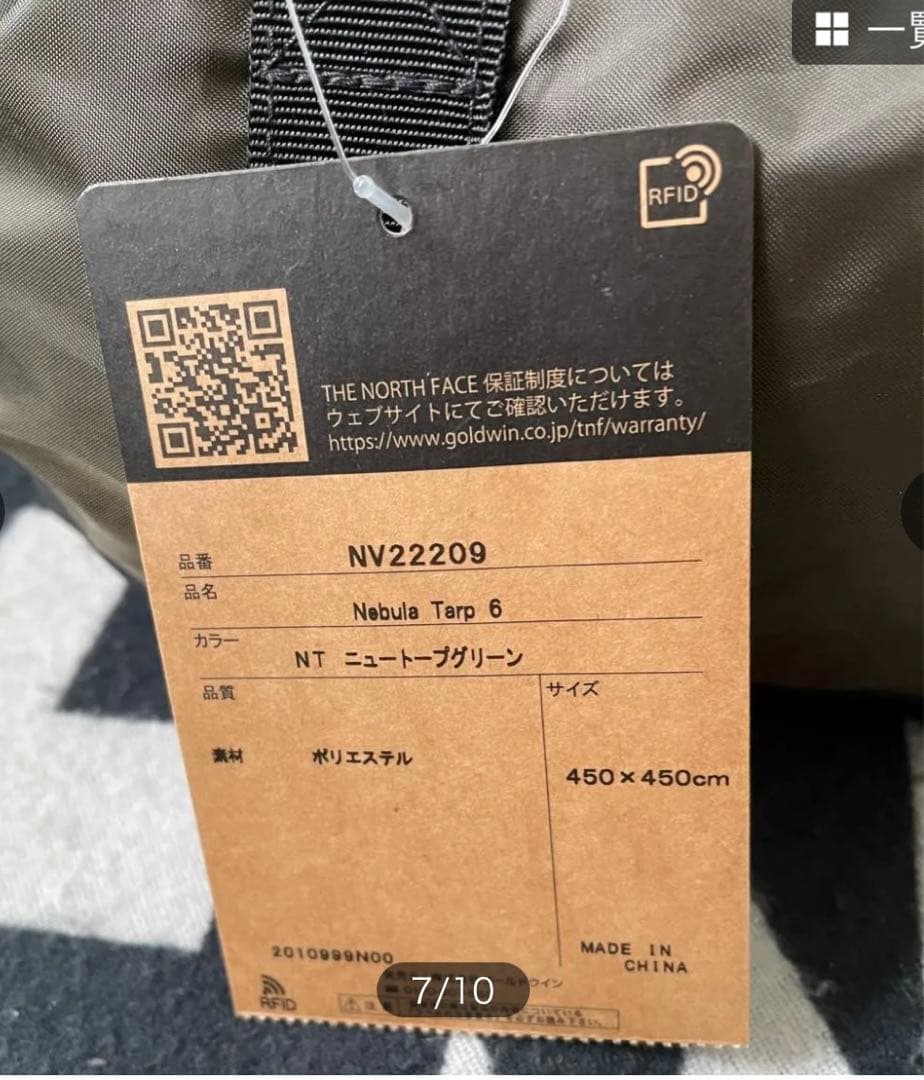 一覧
RFID
THE NORTH FACE 保証制度については
ウェブサイトにてご確認いただけます。
https://www.goldwin.co.jp/tnf/warranty/
品番 NV22209
品名
Nebula Tarp 6
カラー
NT ニュートープグリーン
品質 サイズ
素材 ポリエステル
450×450cm
2010999N00
MADE IN
CHINA
RFID
7/10